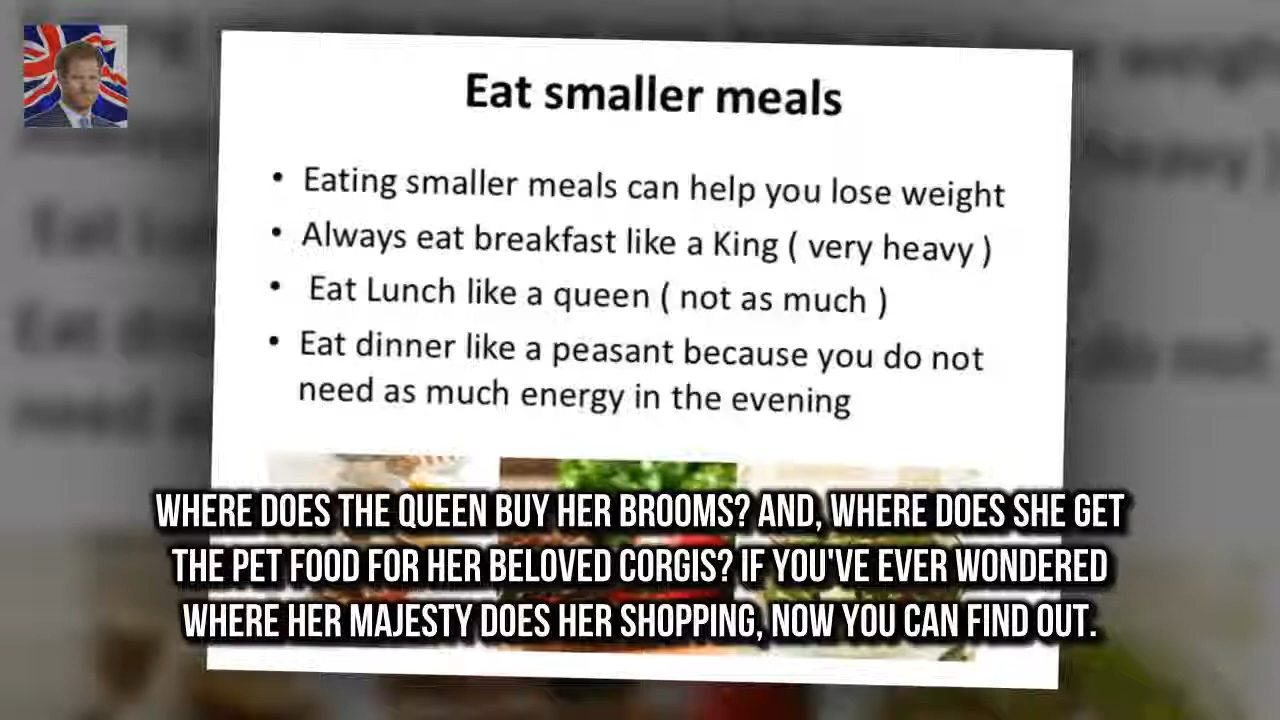 Eat smaller meals
• Eating smaller meals can help you lose weight
• Always eat breakfast like a King ( very heavy )
• Eat Lunch like a queen ( not as much )
• Eat dinner like a peasant because you do not
need as much energy in the evening
WHERE DOES THE QUEEN BUY HER BROOMS? AND, WHERE DOES SHE GET
THE PET FOOD FOR HER BELOVED CORGIS? IF YOU'VE EVER WONDERED
WHERE HER MAJESTY DOES HER SHOPPING, NOW YOU CAN FIND OUT.